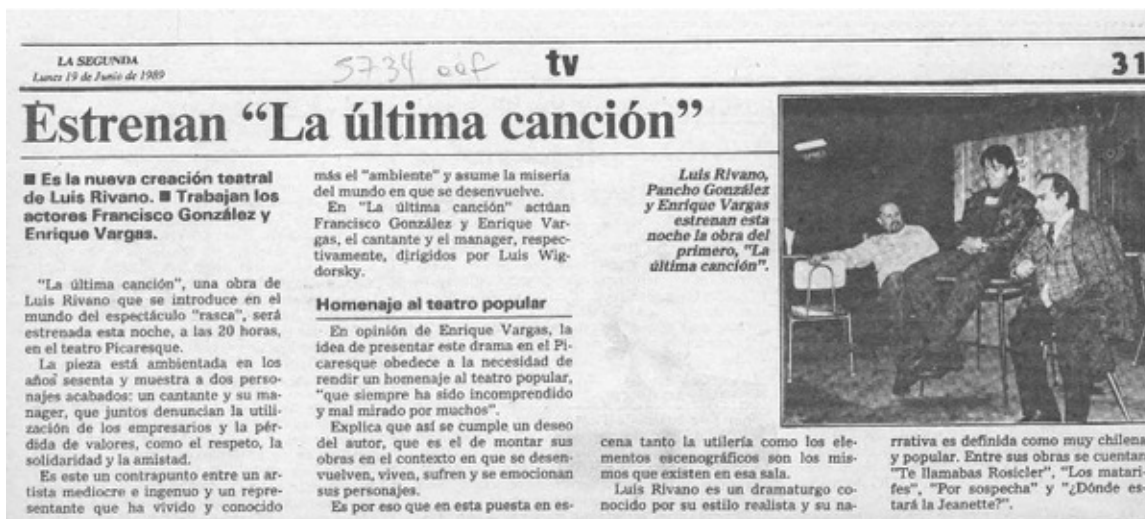 LA SEGUNDA
Lunes 19 de Junio de 1989
5734
tv
31
Estrenan “La última canción”
■ Es la nueva creación teatral
de Luis Rivano. ■ Trabajan los
actores Francisco González y
Enrique Vargas.
“La última canción”, una obra de
Luis Rivano que se introduce en el
mundo del espectáculo “rasca”, será
estrenada esta noche, a las 20 horas,
en el teatro Picaresque.
La pieza está ambientada en los
años sesenta y muestra a dos perso-
najes acabados: un cantante y su ma-
nager, que juntos denuncian la utili-
zación de los empresarios y la pér-
dida de valores, como el respeto, la
solidaridad y la amistad.
Es este un contrapunto entre un ar-
tista mediocre e ingenuo y un repre-
sentante que ha vivido y conocido
más el “ambiente” y asume la miseria
del mundo en que se desenvuelve.
En “La última canción” actúan
Francisco González y Enrique Var-
gas, el cantante y el manager, respec-
tivamente, dirigidos por Luis Wig-
dorsky.
Homenaje al teatro popular
En opinión de Enrique Vargas, la
idea de presentar este drama en el Pi-
caresque obedece a la necesidad de
rendir un homenaje al teatro popular,
“que siempre ha sido incomprendido
y mal mirado por muchos”.
Explica que así se cumple un deseo
del autor, que es el de montar sus
obras en el contexto en que se desen-
vuelven, viven, sufren y se emocionan
sus personajes.
Es por eso que en esta puesta en es-
cena tanto la utilería como los ele-
mentos escenográficos son los mis-
mos que existen en esa sala.
Luis Rivano es un dramaturgo co-
nocido por su estilo realista y su na-
rrativa es definida como muy chilena
y popular. Entre sus obras se cuentan
“Te llamabas Rosicler”, “Los matari-
fes”, “Por sospecha” y “¿Dónde es-
tará la Jeanette?”.
Luis Rivano,
Pancho González
y Enrique Vargas
estrenan esta
noche la obra del
primero, “La
última canción”.